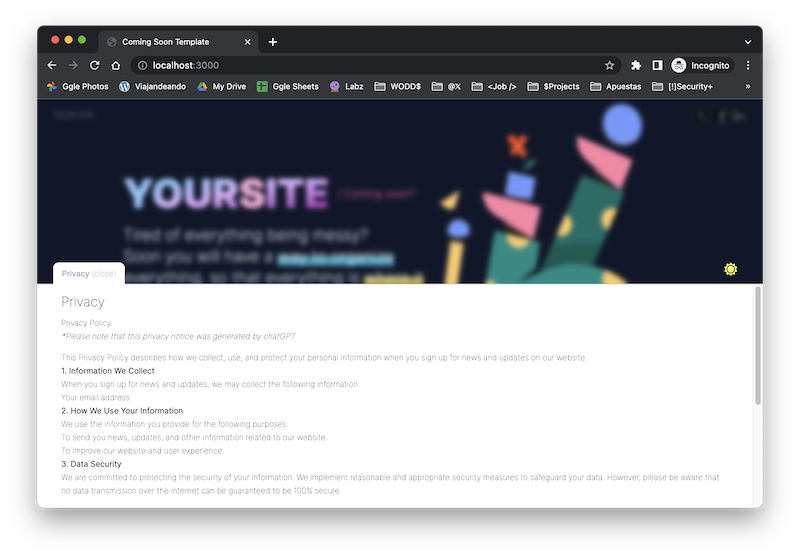 Coming Soon Template
localhost:3000
Incognito
Ggle Photos
Viajandeando
My Drive
Ggle Sheets
Labz
WODD$
@X
<Job />
$Projects
Apuestas
[!]Security+
»
YOURSITE
/ Coming soon?
Tired of everything being messy?
Soon you will have a way to organize
everything, so that everything is where it
Privacy (close)
Privacy
Privacy Policy
*Please note that this privacy notice was generated by chatGPT
This Privacy Policy describes how we collect, use, and protect your personal information when you sign up for news and updates on our website.
1. Information We Collect
When you sign up for news and updates, we may collect the following information:
Your email address.
2. How We Use Your Information
We use the information you provide for the following purposes:
To send you news, updates, and other information related to our website.
To improve our website and user experience.
3. Data Security
We are committed to protecting the security of your information. We implement reasonable and appropriate security measures to safeguard your data. However, please be aware that
no data transmission over the internet can be guaranteed to be 100% secure